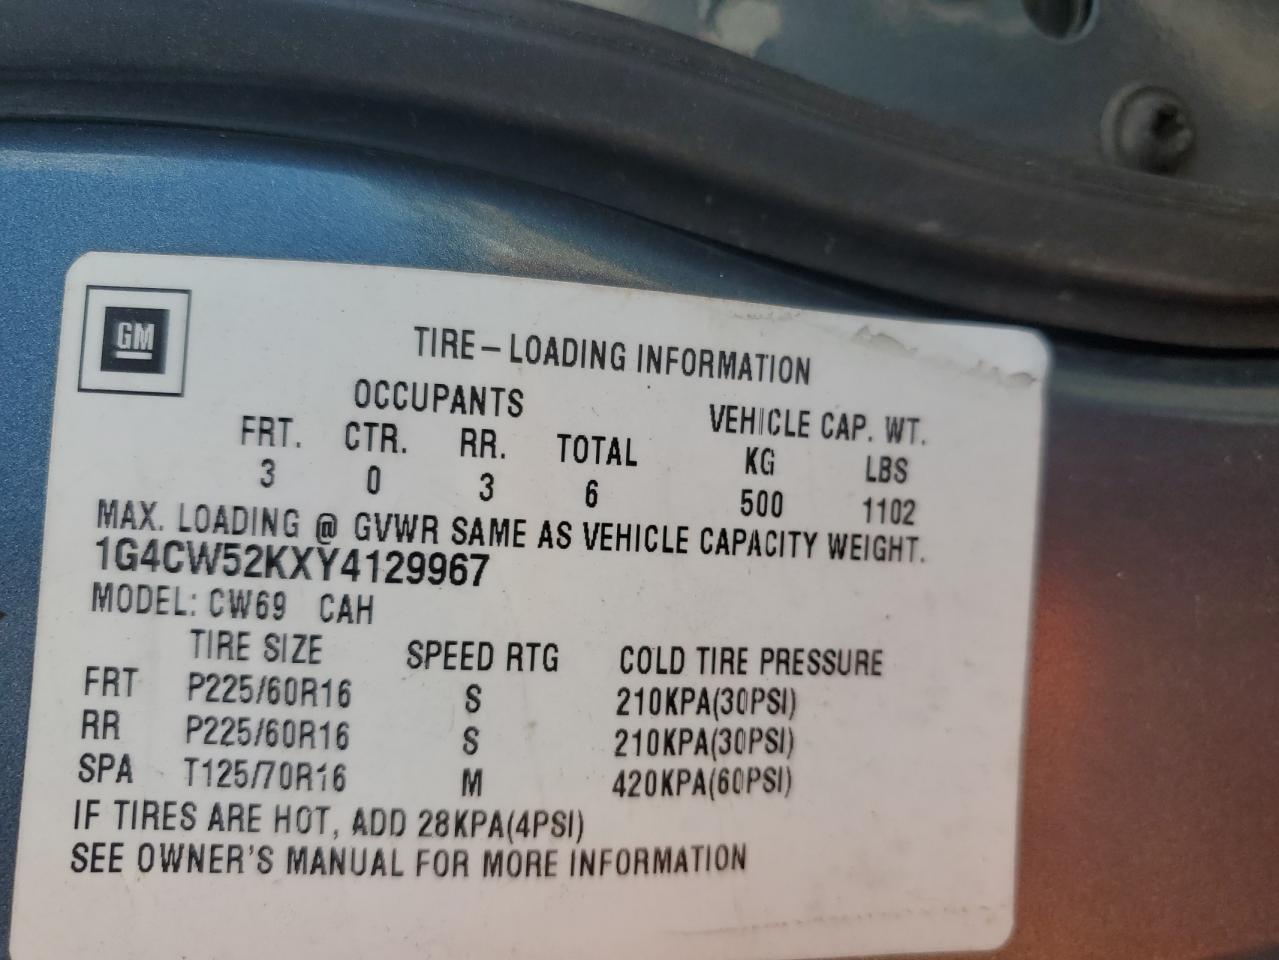 GM
TIRE-LOADING INFORMATION
OCCUPANTS VEHICLE CAP. WT.
FRT. CTR. RR. TOTAL KG LBS
3 0 3 6 500 1102
MAX. LOADING @ GVWR SAME AS VEHICLE CAPACITY WEIGHT.
1G4CW52KXY4129967
MODEL: CW69 CAH
TIRE SIZE SPEED RTG COLD TIRE PRESSURE
FRT P225/60R16 S 210KPA(30PSI)
RR P225/60R16 S 210KPA(30PSI)
SPA T125/70R16 M 420KPA(60PSI)
IF TIRES ARE HOT, ADD 28KPA(4PSI)
SEE OWNER'S MANUAL FOR MORE INFORMATION